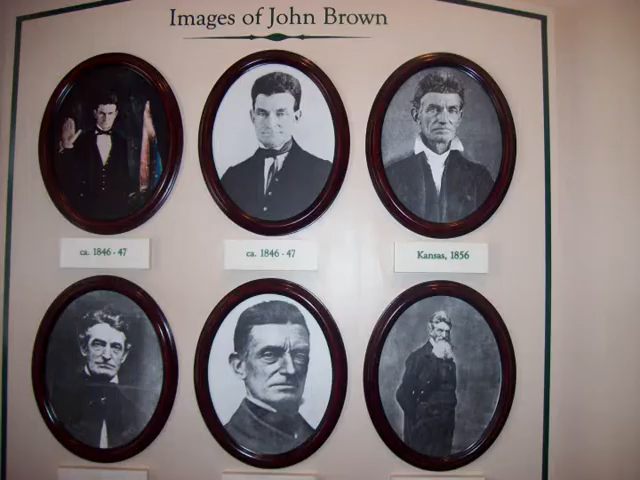 Images of John Brown
ca. 1846 - 47
ca. 1846 - 47
Kansas, 1856